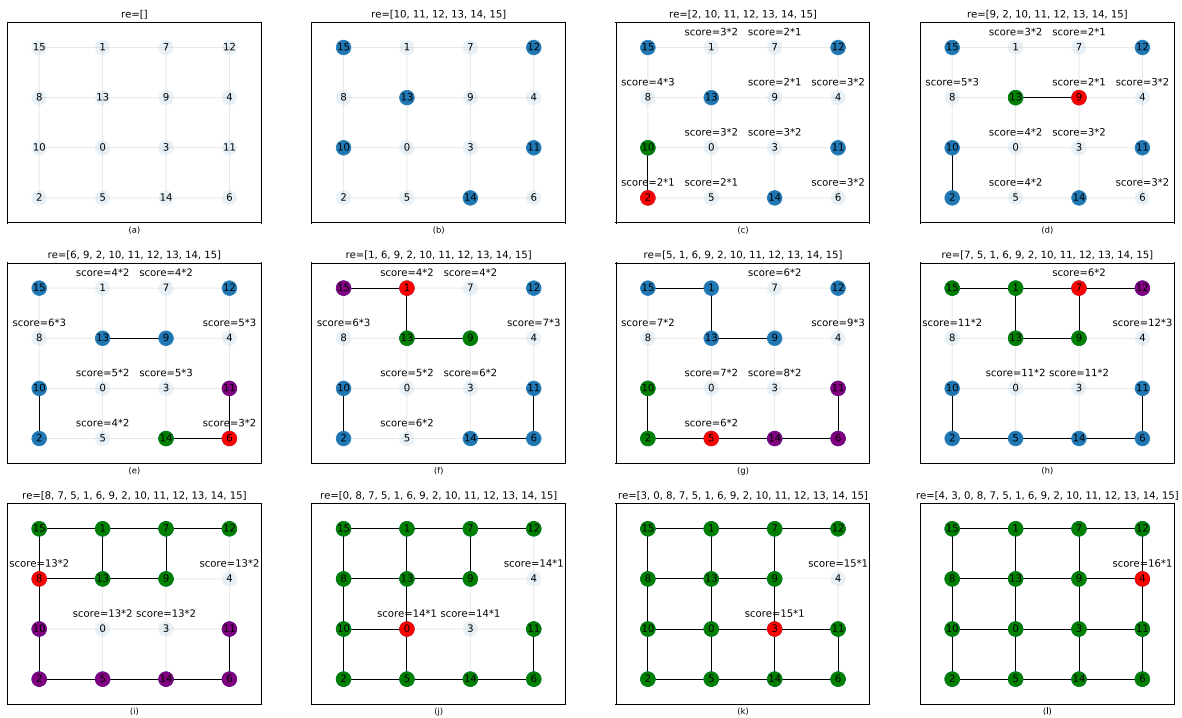 re=[]
15 1 7 12
8 13 9 4
10 0 3 11
2 5 14 6
(a)
re=[10, 11, 12, 13, 14, 15]
15 1 7 12
8 13 9 4
10 0 3 11
2 5 14 6
(b)
re=[2, 10, 11, 12, 13, 14, 15]
score=3*2 score=2*1
15 1 7 12
score=4*3 score=2*1 score=3*2
8 13 9 4
score=3*2 score=3*2
10 0 3 11
score=2*1 score=2*1 score=3*2
2 5 14 6
(c)
re=[9, 2, 10, 11, 12, 13, 14, 15]
score=3*2 score=2*1
15 1 7 12
score=5*3 score=2*1 score=3*2
8 13 9 4
score=4*2 score=3*2
10 0 3 11
score=4*2 score=3*2
2 5 14 6
(d)
re=[6, 9, 2, 10, 11, 12, 13, 14, 15]
score=4*2 score=4*2
15 1 7 12
score=6*3 score=5*3
8 13 9 4
score=5*2 score=5*3
10 0 3 11
score=4*2 score=3*2
2 5 14 6
(e)
re=[1, 6, 9, 2, 10, 11, 12, 13, 14, 15]
score=4*2 score=4*2
15 1 7 12
score=6*3 score=7*3
8 13 9 4
score=5*2 score=6*2
10 0 3 11
score=6*2
2 5 14 6
(f)
re=[5, 1, 6, 9, 2, 10, 11, 12, 13, 14, 15]
score=6*2
15 1 7 12
score=7*2 score=9*3
8 13 9 4
score=7*2 score=8*2
10 0 3 11
score=6*2
2 5 14 6
(g)
re=[7, 5, 1, 6, 9, 2, 10, 11, 12, 13, 14, 15]
score=6*2
15 1 7 12
score=11*2 score=12*3
8 13 9 4
score=11*2 score=11*2
10 0 3 11
2 5 14 6
(h)
re=[8, 7, 5, 1, 6, 9, 2, 10, 11, 12, 13, 14, 15]
15 1 7 12
score=13*2 score=13*2
8 13 9 4
score=13*2 score=13*2
10 0 3 11
2 5 14 6
(i)
re=[0, 8, 7, 5, 1, 6, 9, 2, 10, 11, 12, 13, 14, 15]
15 1 7 12
score=14*1
8 13 9 4
score=14*1 score=14*1
10 0 3 11
2 5 14 6
(j)
re=[3, 0, 8, 7, 5, 1, 6, 9, 2, 10, 11, 12, 13, 14, 15]
15 1 7 12
score=15*1
8 13 9 4
score=15*1
10 0 3 11
2 5 14 6
(k)
re=[4, 3, 0, 8, 7, 5, 1, 6, 9, 2, 10, 11, 12, 13, 14, 15]
15 1 7 12
score=16*1
8 13 9 4
10 0 3 11
2 5 14 6
(l)